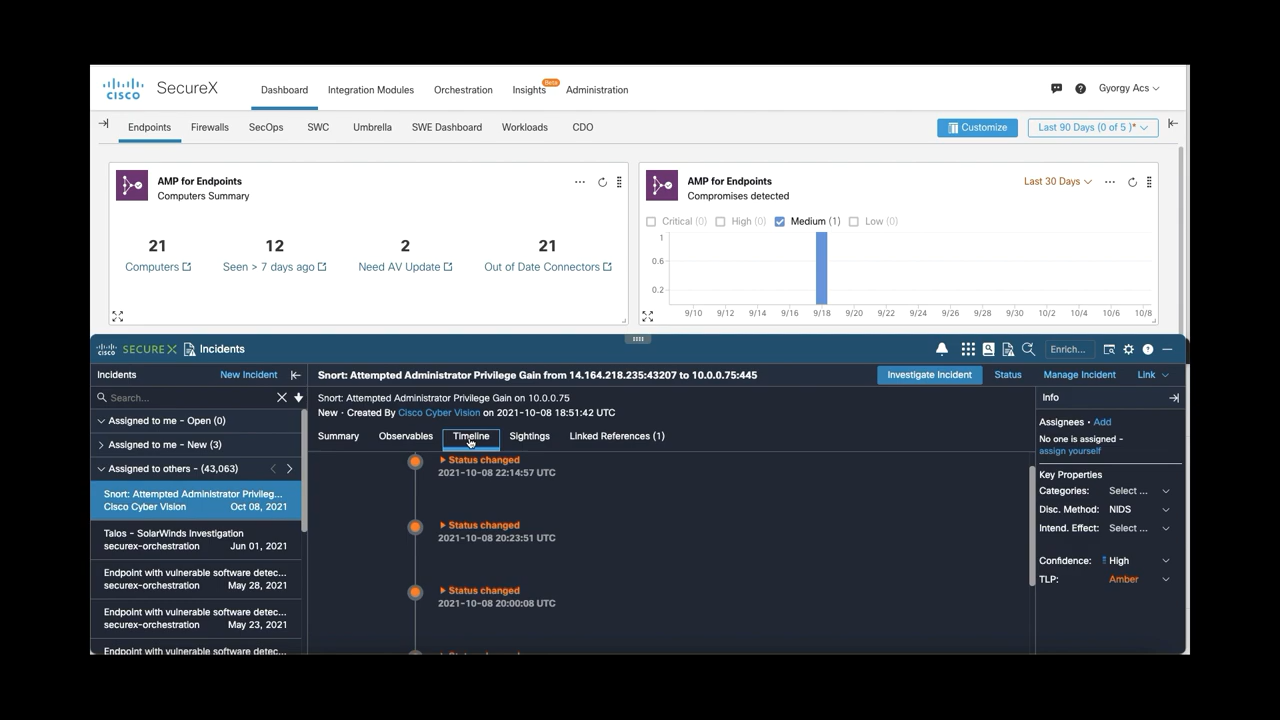 CISCO SecureX Dashboard Integration Modules Orchestration Insights Beta Administration Gyorgy Acs
Endpoints Firewalls SecOps SWC Umbrella SWE Dashboard Workloads CDO Customize Last 90 Days (0 of 5 )*
AMP for Endpoints
Computers Summary
21 12 2 21
Computers Seen > 7 days ago Need AV Update Out of Date Connectors
AMP for Endpoints Last 30 Days
Compromises detected
Critical (0) High (0) Medium (1) Low (0)
1
0.6
0.2
9/10 9/12 9/14 9/16 9/18 9/20 9/22 9/24 9/26 9/28 9/30 10/2 10/4 10/6 10/8
CISCO SECUREX Incidents Enrich...
Incidents New Incident
Search...
Assigned to me - Open (0)
Assigned to me - New (3)
Assigned to others - (43,063)
Snort: Attempted Administrator Privileg...
Cisco Cyber Vision Oct 08, 2021
Talos - SolarWinds Investigation
securex-orchestration Jun 01, 2021
Endpoint with vulnerable software detec...
securex-orchestration May 28, 2021
Endpoint with vulnerable software detec...
securex-orchestration May 23, 2021
Endpoint with vulnerable software detec...
Snort: Attempted Administrator Privilege Gain from 14.164.218.235:43207 to 10.0.0.75:445 Investigate Incident Status Manage Incident Link
Snort: Attempted Administrator Privilege Gain on 10.0.0.75
New · Created By Cisco Cyber Vision on 2021-10-08 18:51:42 UTC
Summary Observables Timeline Sightings Linked References (1)
Status changed
2021-10-08 22:14:57 UTC
Status changed
2021-10-08 20:23:51 UTC
Status changed
2021-10-08 20:00:08 UTC
Info
Assignees · Add
No one is assigned -
assign yourself
Key Properties
Categories: Select ...
Disc. Method: NIDS
Intend. Effect: Select ...
Confidence: High
TLP: Amber